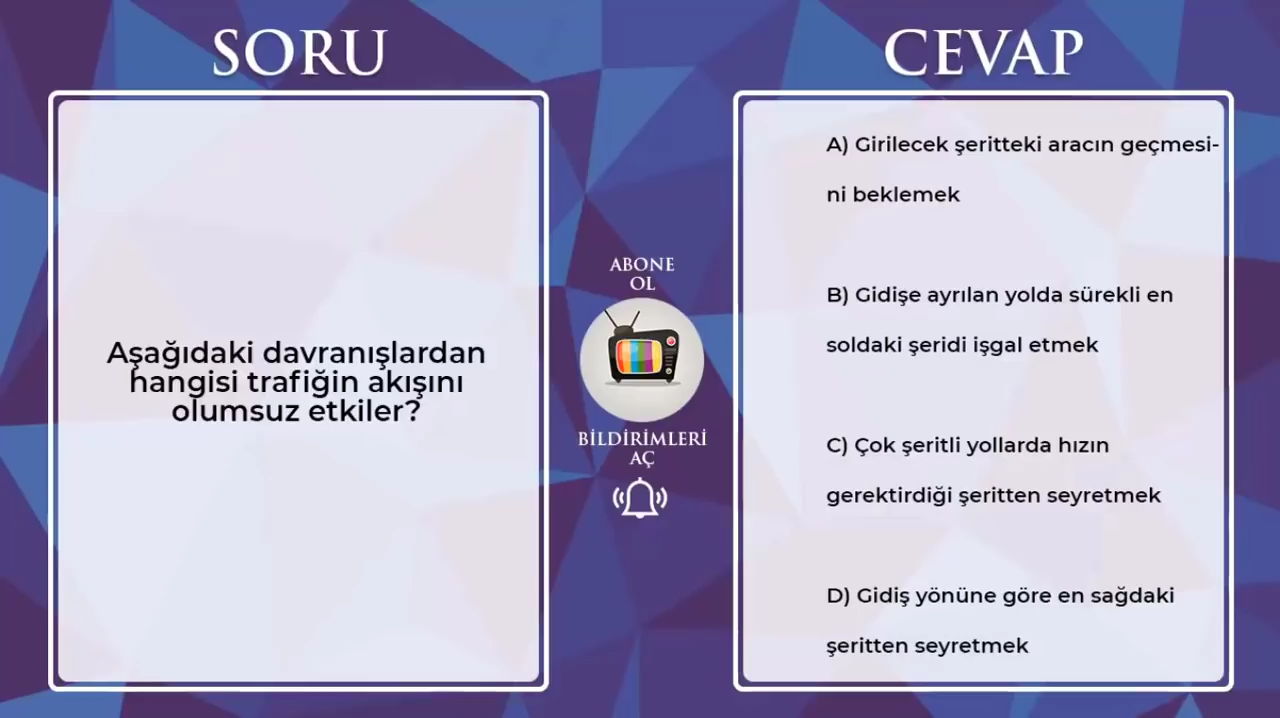 SORU
Aşağıdaki davranışlardan
hangisi trafiğin akışını
olumsuz etkiler?
ABONE
OL
BİLDİRİMLERİ
AÇ
CEVAP
A) Girilecek şeritteki aracın geçmesi-
ni beklemek
B) Gidişe ayrılan yolda sürekli en
soldaki şeridi işgal etmek
C) Çok şeritli yollarda hızın
gerektirdiği şeritten seyretmek
D) Gidiş yönüne göre en sağdaki
şeritten seyretmek